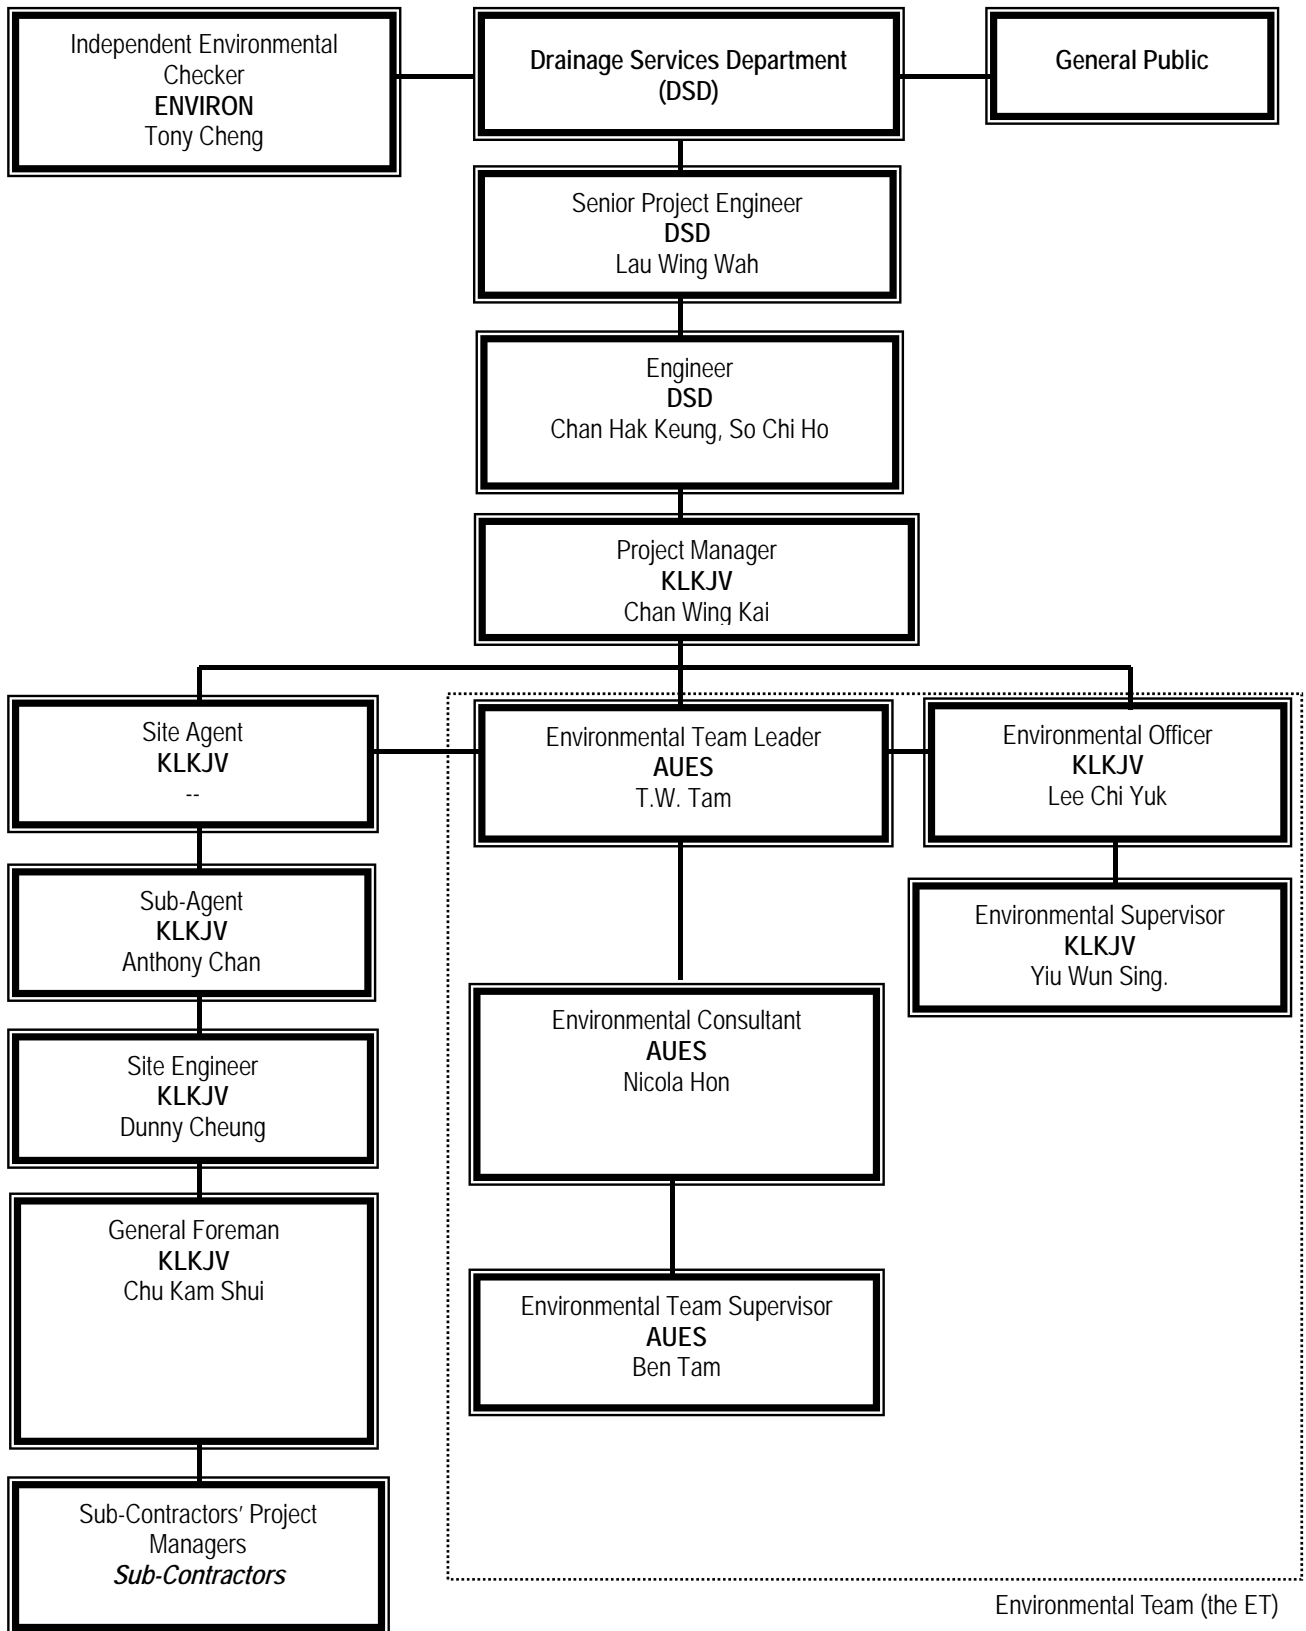 Independent Environmental
Checker
ENVIRON
Tony Cheng
Drainage Services Department
(DSD)
General Public
Senior Project Engineer
DSD
Lau Wing Wah
Engineer
DSD
Chan Hak Keung, So Chi Ho
Project Manager
KLKJV
Chan Wing Kai
Site Agent
KLKJV
--
Environmental Team Leader
AUES
T.W. Tam
Environmental Officer
KLKJV
Lee Chi Yuk
Sub-Agent
KLKJV
Anthony Chan
Environmental Supervisor
KLKJV
Yiu Wun Sing.
Environmental Consultant
AUES
Nicola Hon
Site Engineer
KLKJV
Dunny Cheung
General Foreman
KLKJV
Chu Kam Shui
Environmental Team Supervisor
AUES
Ben Tam
Sub-Contractors' Project
Managers
Sub-Contractors
Environmental Team (the ET)